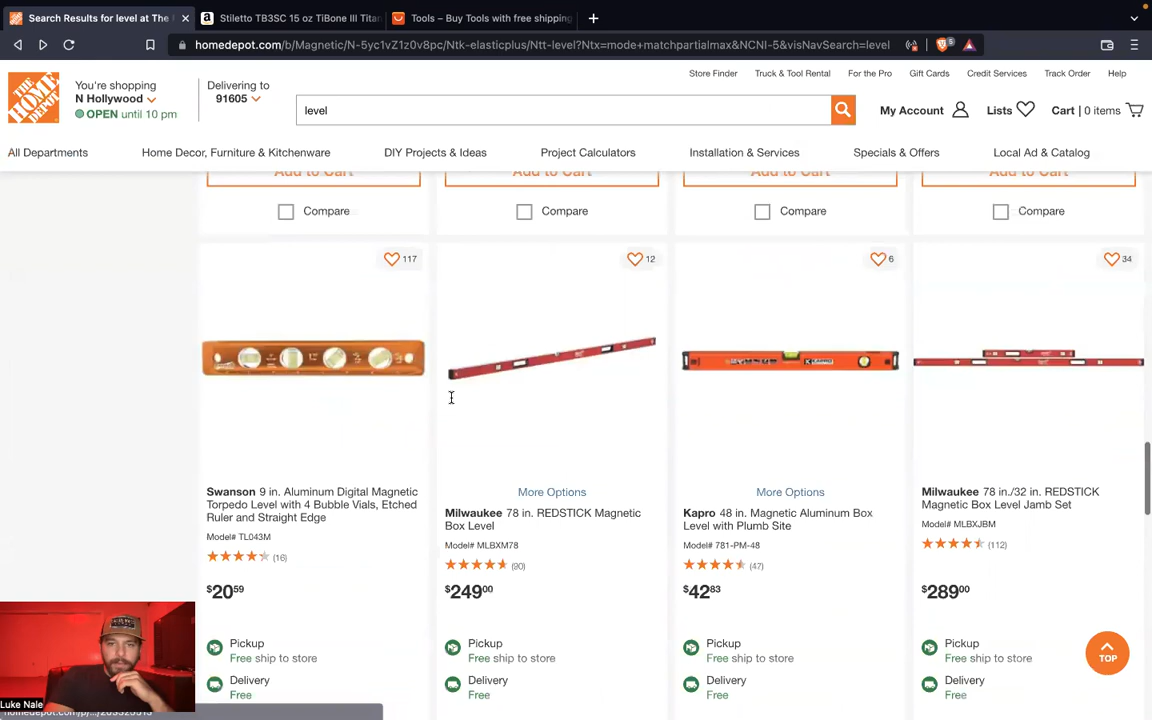 Search Results for level at The
Stiletto TB3SC 15 oz TiBone III Titan
Tools – Buy Tools with free shipping
homedepot.com/b/Magnetic/N-5yc1vZ1z0v8pc/Ntk-elasticplus/Ntt-level?Ntx=mode+matchpartialmax&NCNI-5&visNavSearch=level
Store Finder Truck & Tool Rental For the Pro Gift Cards Credit Services Track Order Help
THE HOME DEPOT
You're shopping
N Hollywood
OPEN until 10 pm
Delivering to
91605
level
My Account Lists Cart | 0 items
All Departments Home Decor, Furniture & Kitchenware DIY Projects & Ideas Project Calculators Installation & Services Specials & Offers Local Ad & Catalog
Add to Cart Add to Cart Add to Cart Add to Cart
Compare Compare Compare Compare
117 12 6 34
KAPRO
Swanson 9 in. Aluminum Digital Magnetic
Torpedo Level with 4 Bubble Vials, Etched
Ruler and Straight Edge
Model# TL043M
(16)
$20 59
Pickup
Free ship to store
Delivery
Free
More Options
Milwaukee 78 in. REDSTICK Magnetic
Box Level
Model# MLBXM78
(90)
$249 00
Pickup
Free ship to store
Delivery
Free
More Options
Kapro 48 in. Magnetic Aluminum Box
Level with Plumb Site
Model# 781-PM-48
(47)
$42 83
Pickup
Free ship to store
Delivery
Free
Milwaukee 78 in./32 in. REDSTICK
Magnetic Box Level Jamb Set
Model# MLBXJBM
(112)
$289 00
Pickup
Free ship to store
Delivery
Free
TOP
Luke Nale